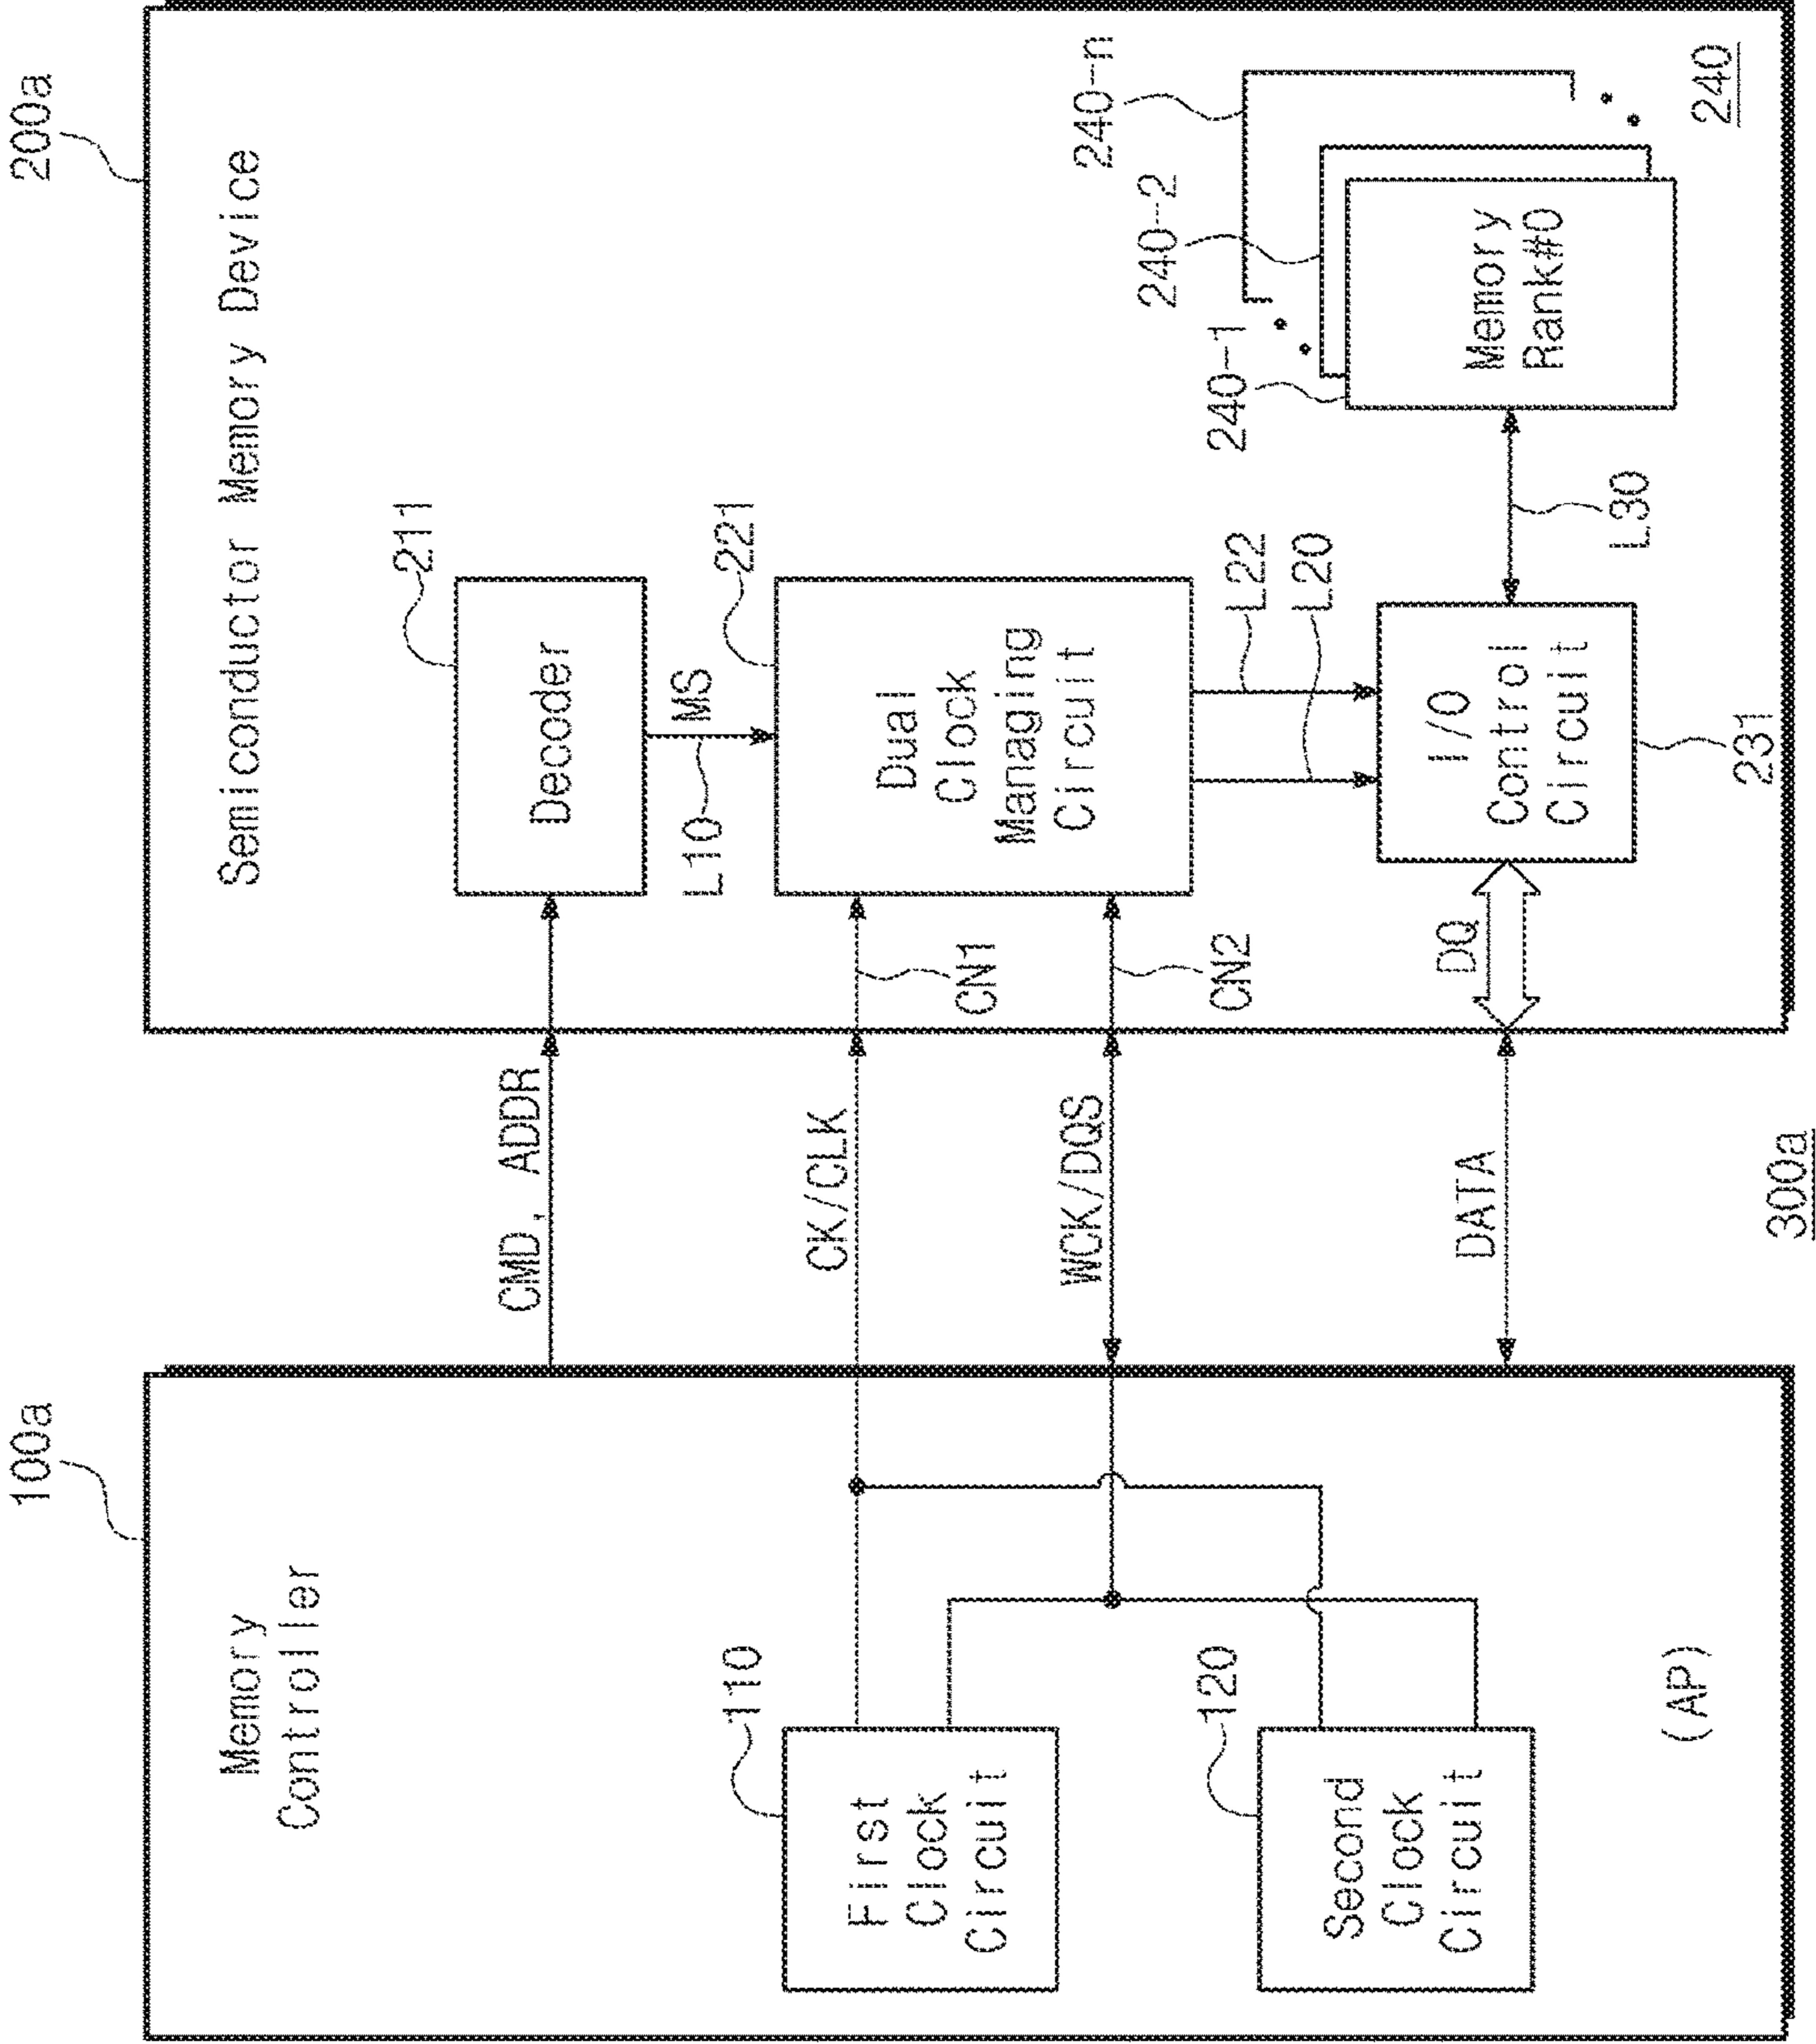 100a
200a
Memory
Controller
Semiconductor Memory Device
CMD, ADDR
Decoder
211
L10
MS
110
First
Clock
Circuit
CK/CLK
CN1
221
Dual
Clock
Managing
Circuit
WCK/DQS
CN2
120
Second
Clock
Circuit
L22
L20
240-1
240-2
240-n
DATA
DQ
I/O
Control
Circuit
231
L30
Memory
Rank#0
(AP)
240
300a